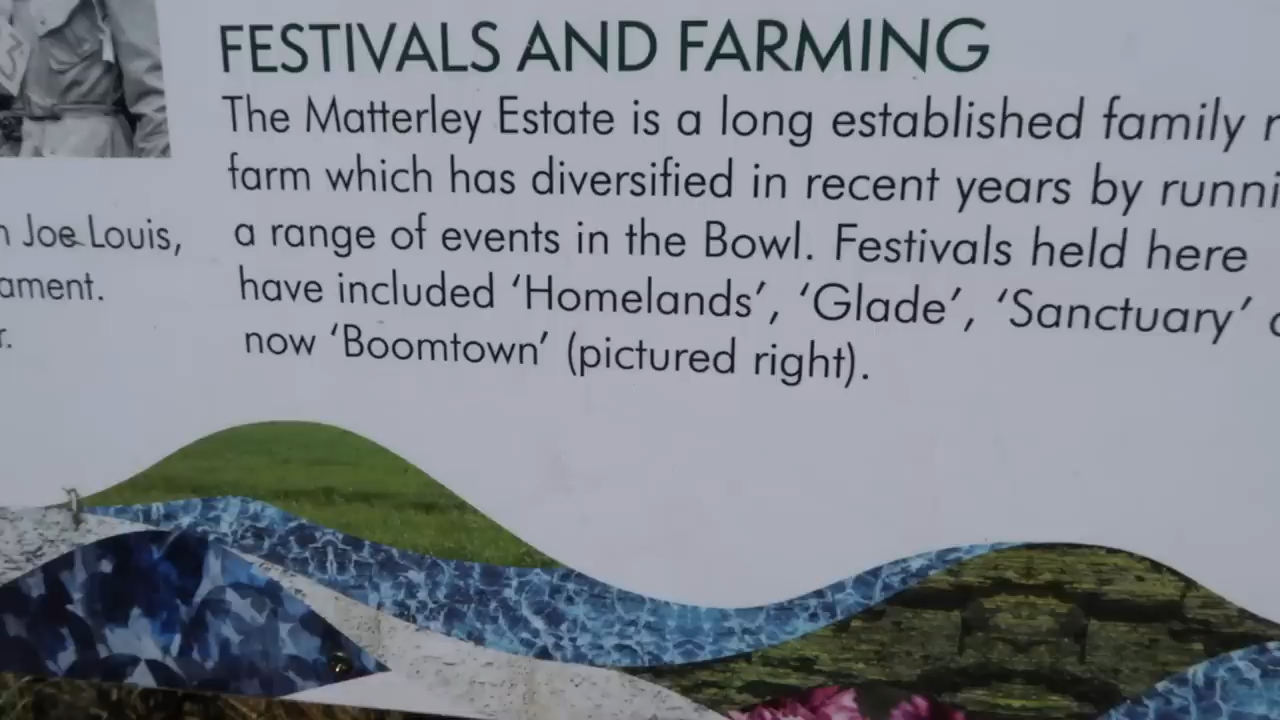 FESTIVALS AND FARMING
The Matterley Estate is a long established family
farm which has diversified in recent years by
a range of events in the Bowl. Festivals held here
have included ‘Homelands’, ‘Glade’, ‘Sanctuary’
now ‘Boomtown’ (pictured right).
Joe Louis,